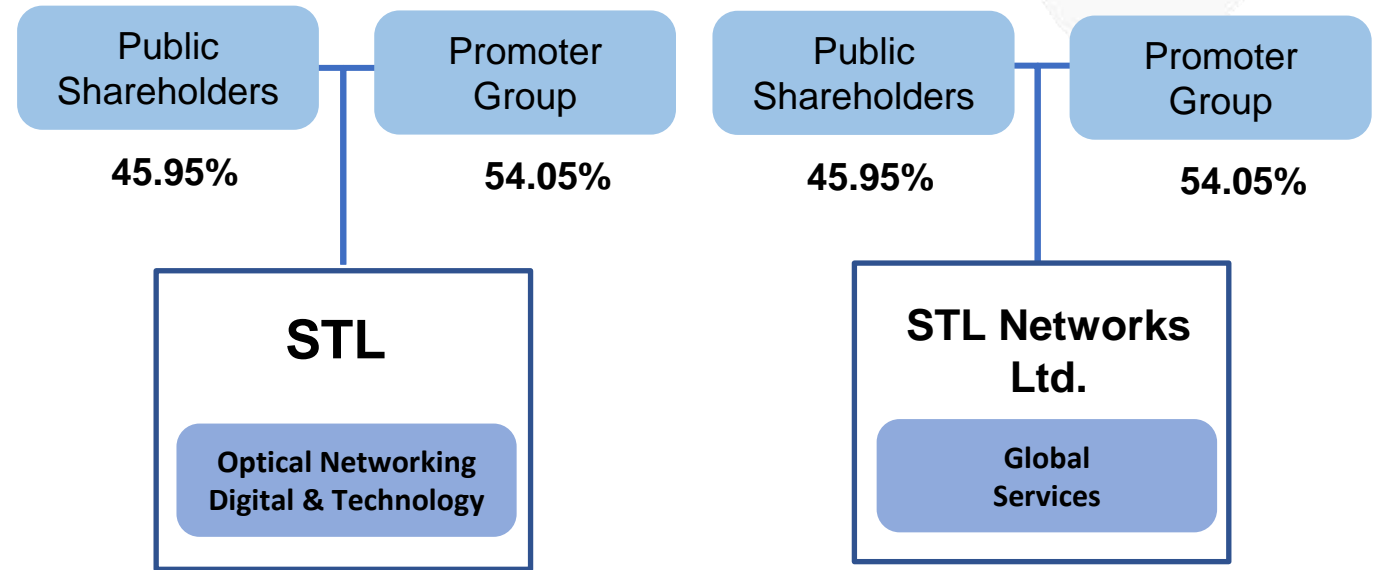 Public
Shareholders
Promoter
Group
45.95%
54.05%
STL
Optical Networking
Digital & Technology
Public
Shareholders
Promoter
Group
45.95%
54.05%
STL Networks
Ltd.
Global
Services